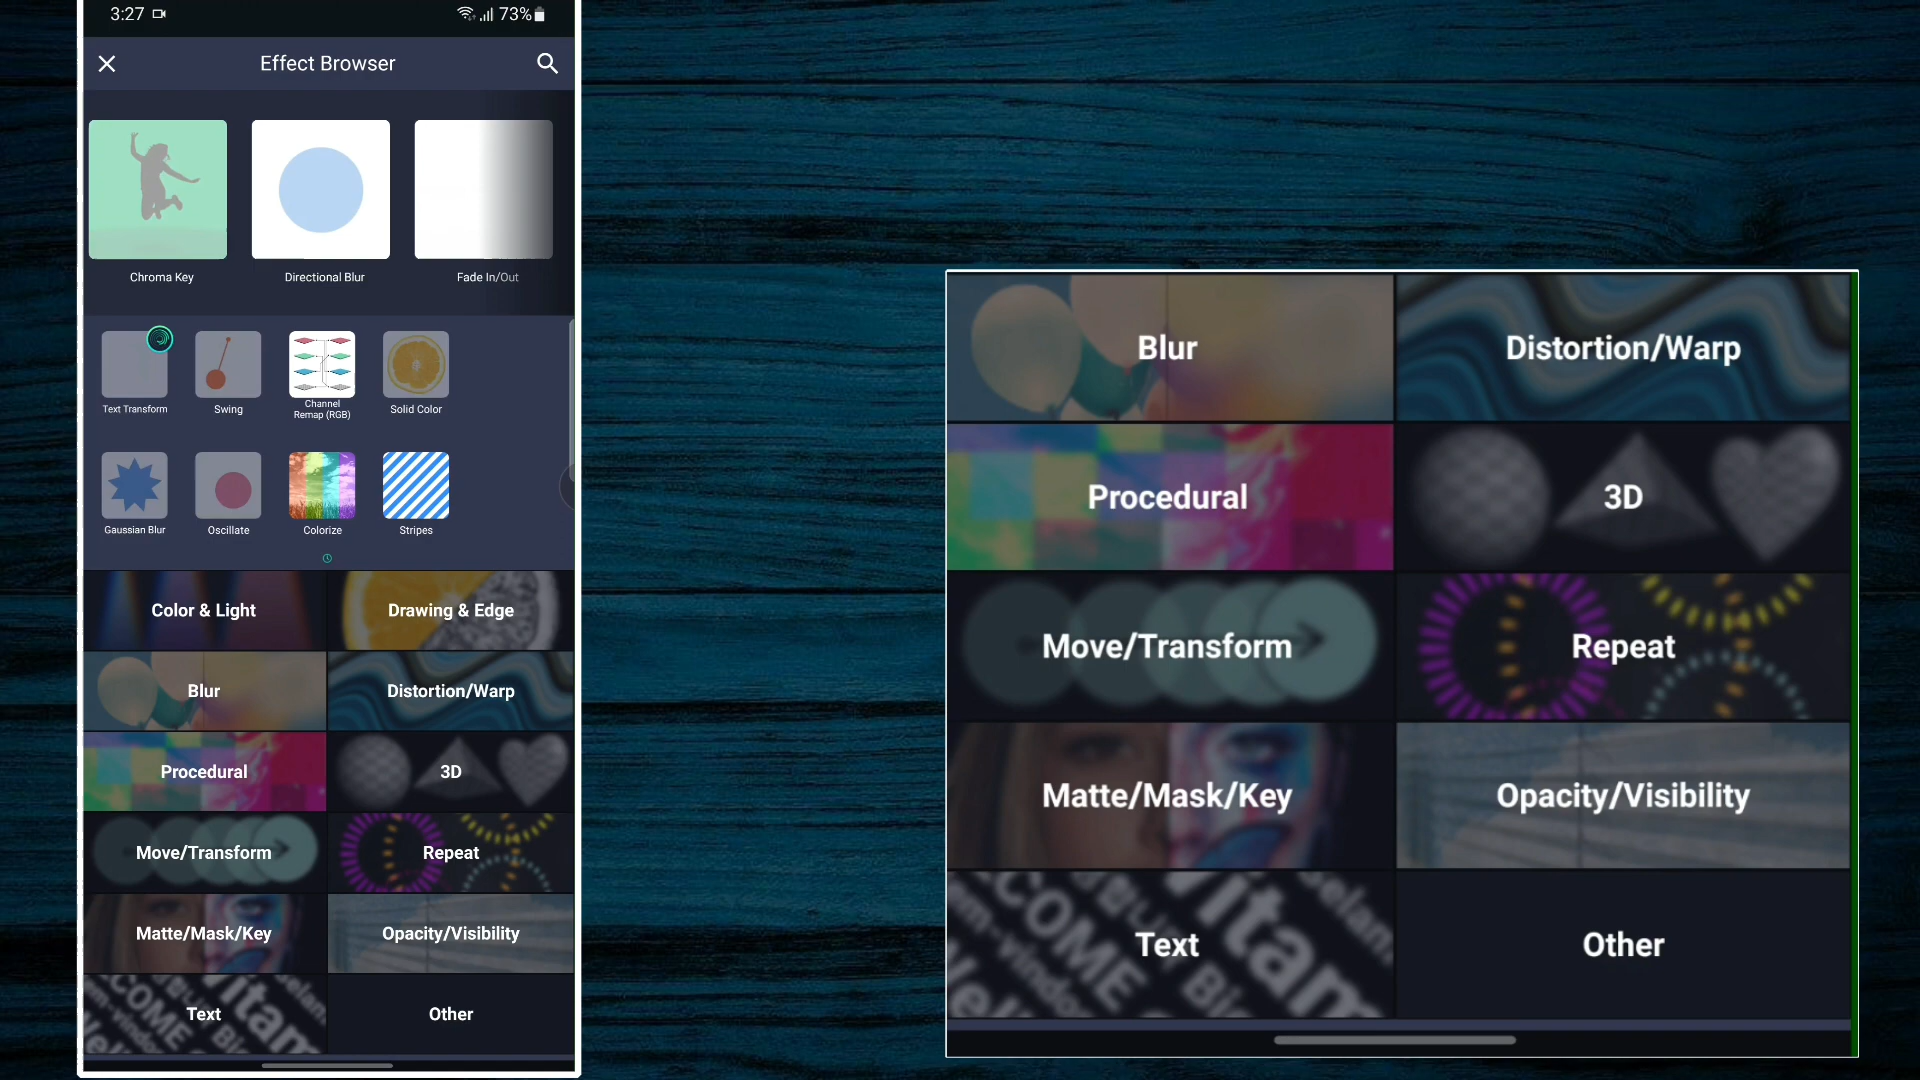 3:27
73%
Effect Browser
Chroma Key
Directional Blur
Fade In/Out
Text Transform
Swing
Channel
Remap (RGB)
Solid Color
Gaussian Blur
Oscillate
Colorize
Stripes
Color & Light
Drawing & Edge
Blur
Distortion/Warp
Procedural
3D
Move/Transform
Repeat
Matte/Mask/Key
Opacity/Visibility
Text
Other
Blur
Distortion/Warp
Procedural
3D
Move/Transform
Repeat
Matte/Mask/Key
Opacity/Visibility
Text
Other